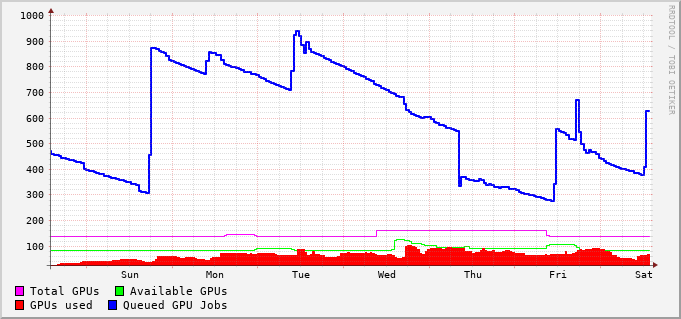 1000
900
800
700
600
500
400
300
200
100
Sun Mon Tue Wed Thu Fri Sat
Total GPUs Available GPUs
GPUs used Queued GPU Jobs
RRDTOOL / TOBI OETIKER